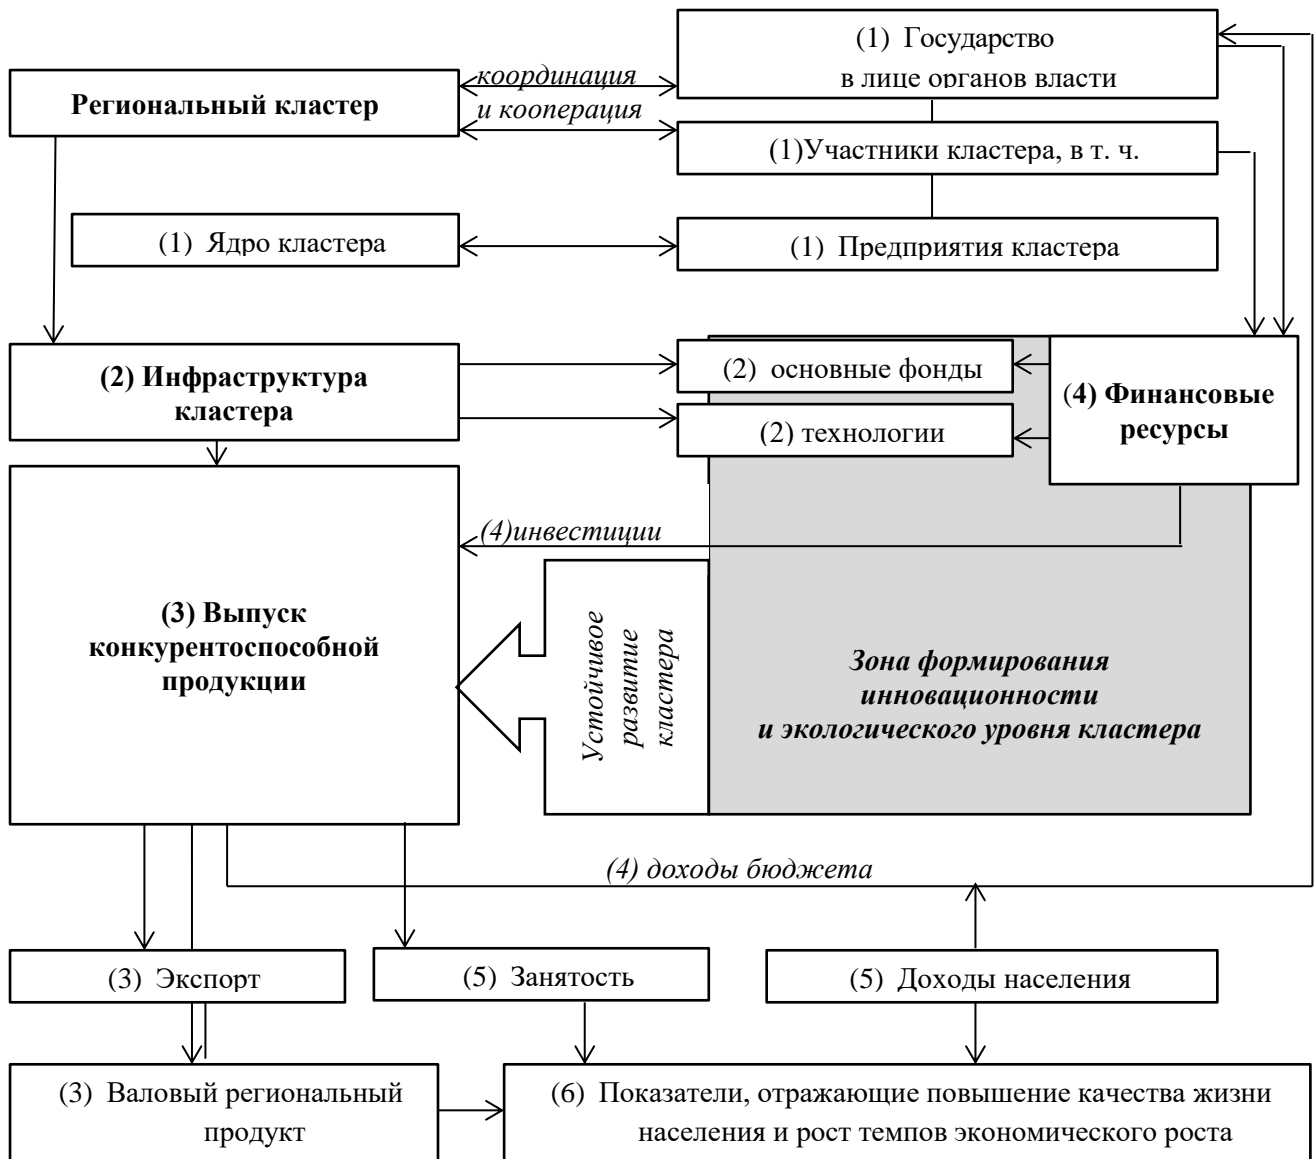 (1) Государство
в лице органов власти
координация
и кооперация
Региональный кластер
(1)Участники кластера, в т. ч.
(1) Ядро кластера
(1) Предприятия кластера
(2) Инфраструктура
кластера
(2) основные фонды
(2) технологии
(4) Финансовые
ресурсы
(4)инвестиции
(3) Выпуск
конкурентоспособной
продукции
Устойчивое
развитие
кластера
Зона формирования
инновационности
и экологического уровня кластера
(4) доходы бюджета
(3) Экспорт
(5) Занятость
(5) Доходы населения
(3) Валовый региональный
продукт
(6) Показатели, отражающие повышение качества жизни
населения и рост темпов экономического роста